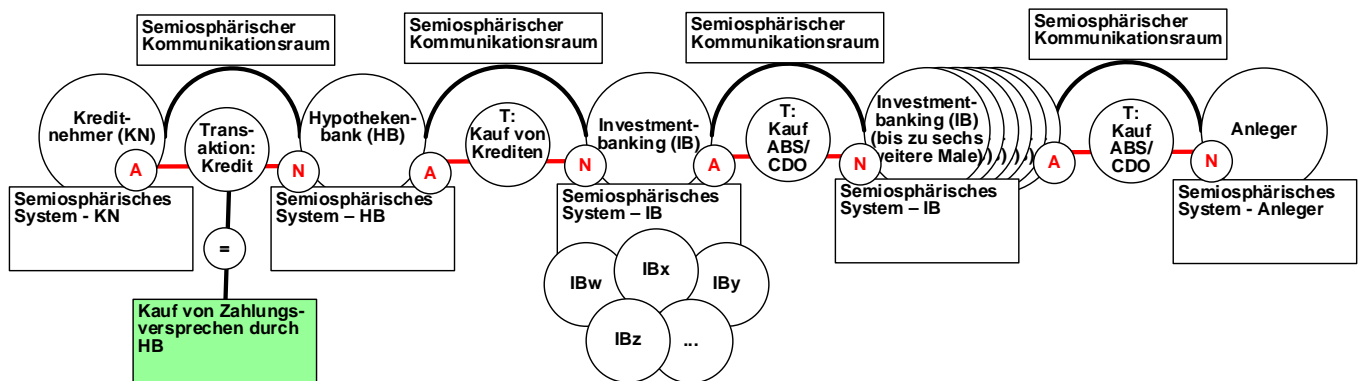 Semiosphärischer
Kommunikationsraum
Semiosphärischer
Kommunikationsraum
Semiosphärischer
Kommunikationsraum
Semiosphärischer
Kommunikationsraum
Kredit-
nehmer (KN)
A
Trans-
aktion:
Kredit
N
Hypotheken-
bank (HB)
A
T:
Kauf von
Krediten
N
Investment-
banking (IB)
A
T:
Kauf
ABS/
CDO
N
Investment-
banking (IB)
(bis zu sechs
weitere Male)
A
T:
Kauf
ABS/
CDO
N
Anleger
Semiosphärisches
System - KN
Semiosphärisches
System – HB
Semiosphärisches
System – IB
Semiosphärisches
System – IB
Semiosphärisches
System - Anleger
=
Kauf von Zahlungs-
versprechen durch
HB
IBw
IBx
IBy
IBz
...